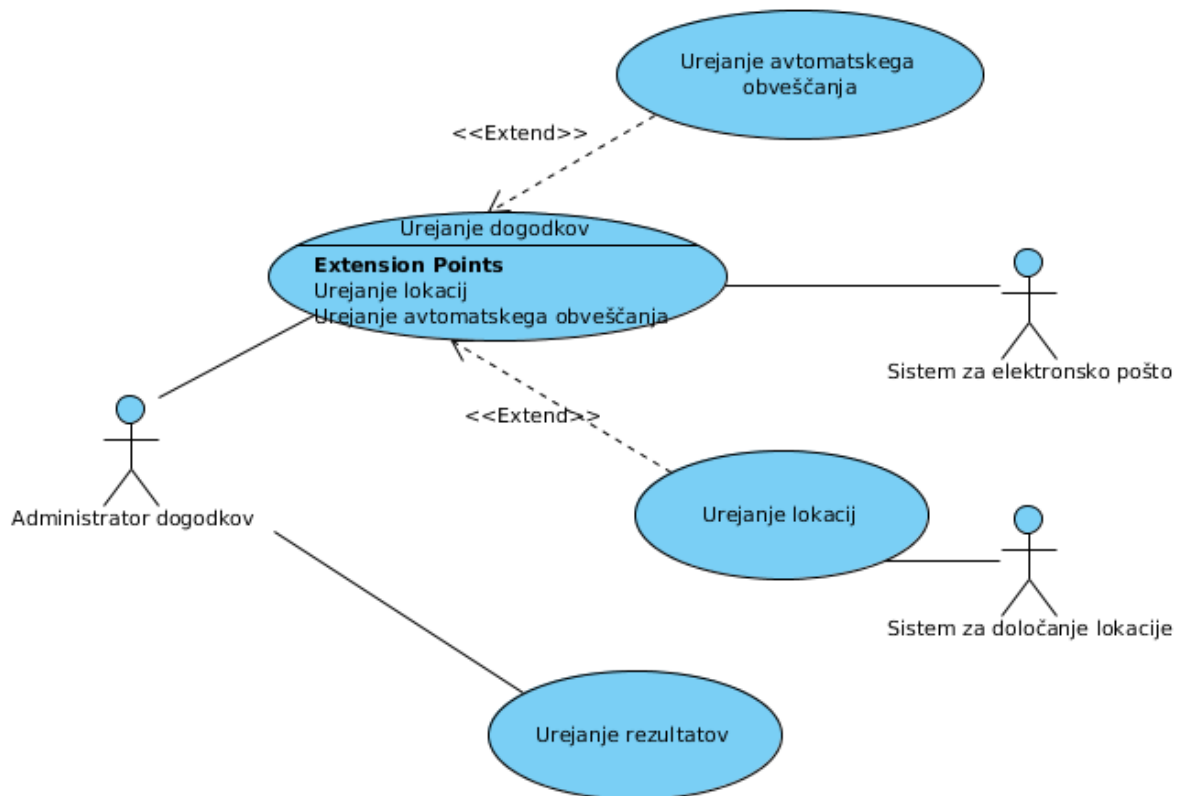 Urejanje avtomatskega
obveščanja
<<Extend>>
Urejanje dogodkov
Extension Points
Urejanje lokacij
Urejanje avtomatskega obveščanja
Sistem za elektronsko pošto
<<Extend>>
Administrator dogodkov
Urejanje lokacij
Sistem za določanje lokacije
Urejanje rezultatov